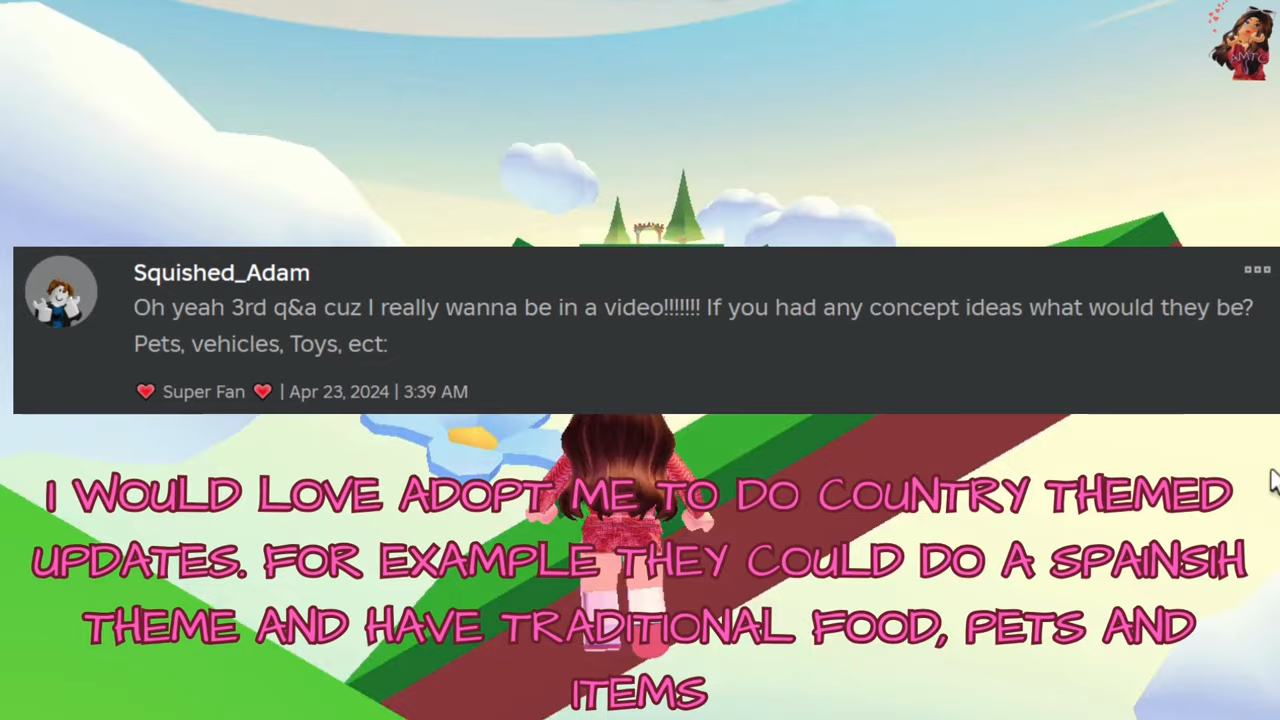 AMTC
Squished_Adam
Oh yeah 3rd q&a cuz I really wanna be in a video!!!!!!! If you had any concept ideas what would they be?
Pets, vehicles, Toys, ect:
❤️ Super Fan ❤️ | Apr 23, 2024 | 3:39 AM
I WOULD LOVE ADOPT ME TO DO COUNTRY THEMED
UPDATES. FOR EXAMPLE THEY COULD DO A SPAINSIH
THEME AND HAVE TRADITIONAL FOOD, PETS AND
ITEMS